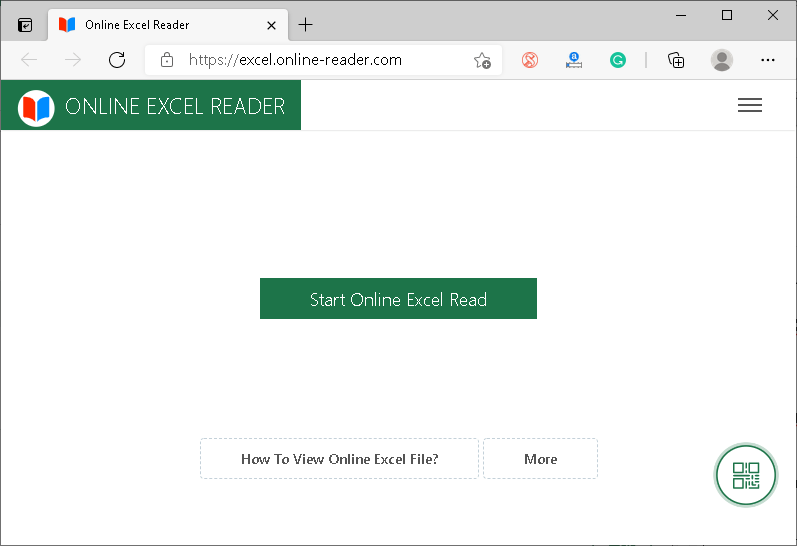 Online Excel Reader
https://excel.online-reader.com
ONLINE EXCEL READER
Start Online Excel Read
How To View Online Excel File?
More